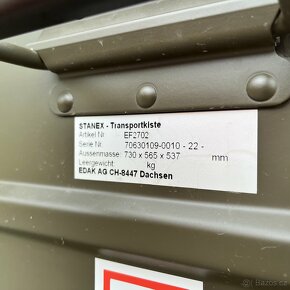 STANEX - Transportkiste
Artikel Nr. EF2702
Serie Nr. 70630109-0010 - 22 -
Aussenmasse: 730 x 565 x 537 mm
Leergewicht: kg
EDAK AG CH-8447 Dachsen